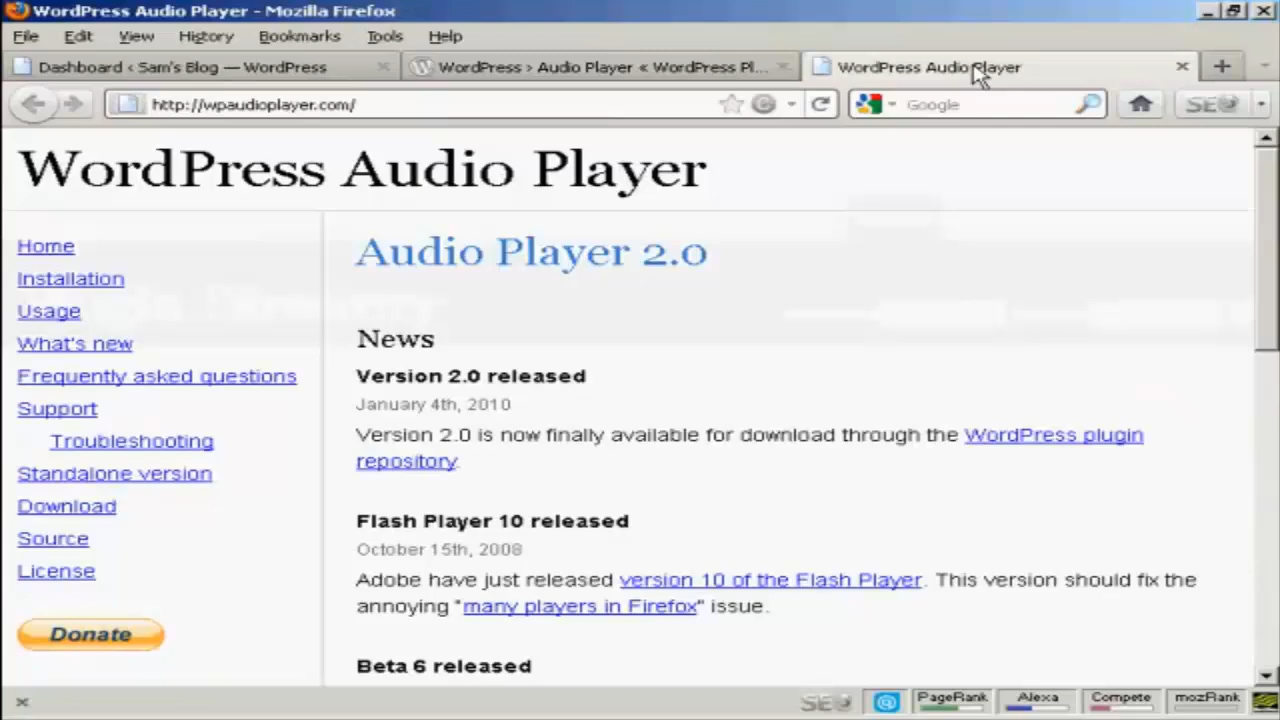 WordPress Audio Player - Mozilla Firefox
File Edit View History Bookmarks Tools Help
Dashboard ‹ Sam's Blog — WordPress
WordPress › Audio Player « WordPress Pl...
WordPress Audio Player
http://wpaudioplayer.com/
Google
SEO
WordPress Audio Player
Home
Installation
Usage
What's new
Frequently asked questions
Support
Troubleshooting
Standalone version
Download
Source
License
Donate
Audio Player 2.0
News
Version 2.0 released
January 4th, 2010
Version 2.0 is now finally available for download through the WordPress plugin
repository.
Flash Player 10 released
October 15th, 2008
Adobe have just released version 10 of the Flash Player. This version should fix the
annoying "many players in Firefox" issue.
Beta 6 released
SEO
PageRank Alexa Compete mozRank